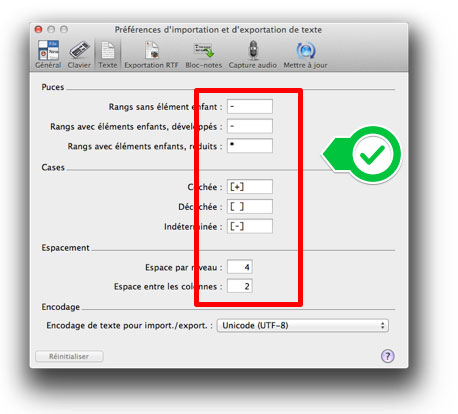 Préférences d'importation et d'exportation de texte
Général Clavier Texte Exportation RTF Bloc-notes Capture audio Mettre à jour
Puces
Rangs sans élément enfant : -
Rangs avec éléments enfants, développés : -
Rangs avec éléments enfants, réduits : *
Cases
Cochée : [+]
Décochée : [ ]
Indéterminée : [-]
Espacement
Espace par niveau : 4
Espace entre les colonnes : 2
Encodage
Encodage de texte pour import./export. : Unicode (UTF-8)
Réinitialiser ?